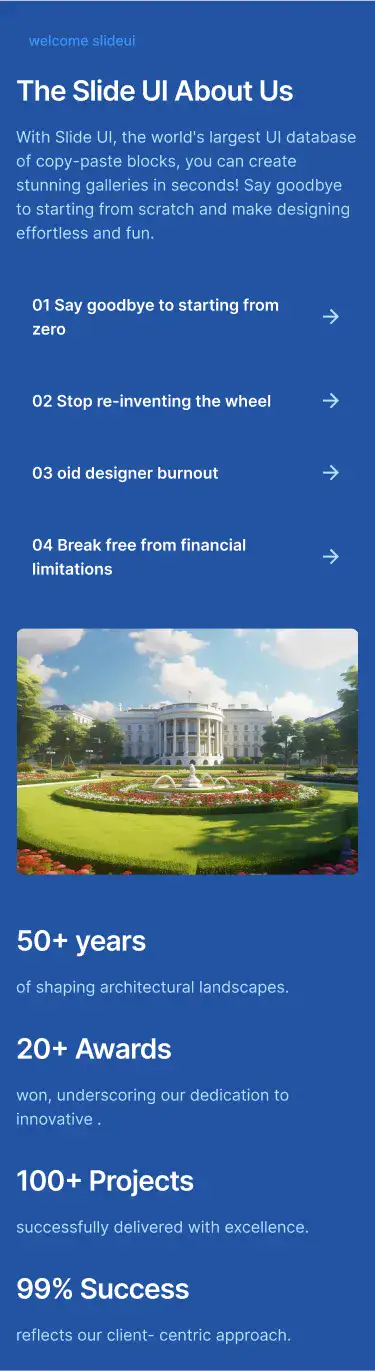 welcome slideui
The Slide UI About Us
With Slide UI, the world's largest UI database
of copy-paste blocks, you can create
stunning galleries in seconds! Say goodbye
to starting from scratch and make designing
effortless and fun.
01 Say goodbye to starting from
zero
02 Stop re-inventing the wheel
03 oid designer burnout
04 Break free from financial
limitations
50+ years
of shaping architectural landscapes.
20+ Awards
won, underscoring our dedication to
innovative .
100+ Projects
successfully delivered with excellence.
99% Success
reflects our client- centric approach.